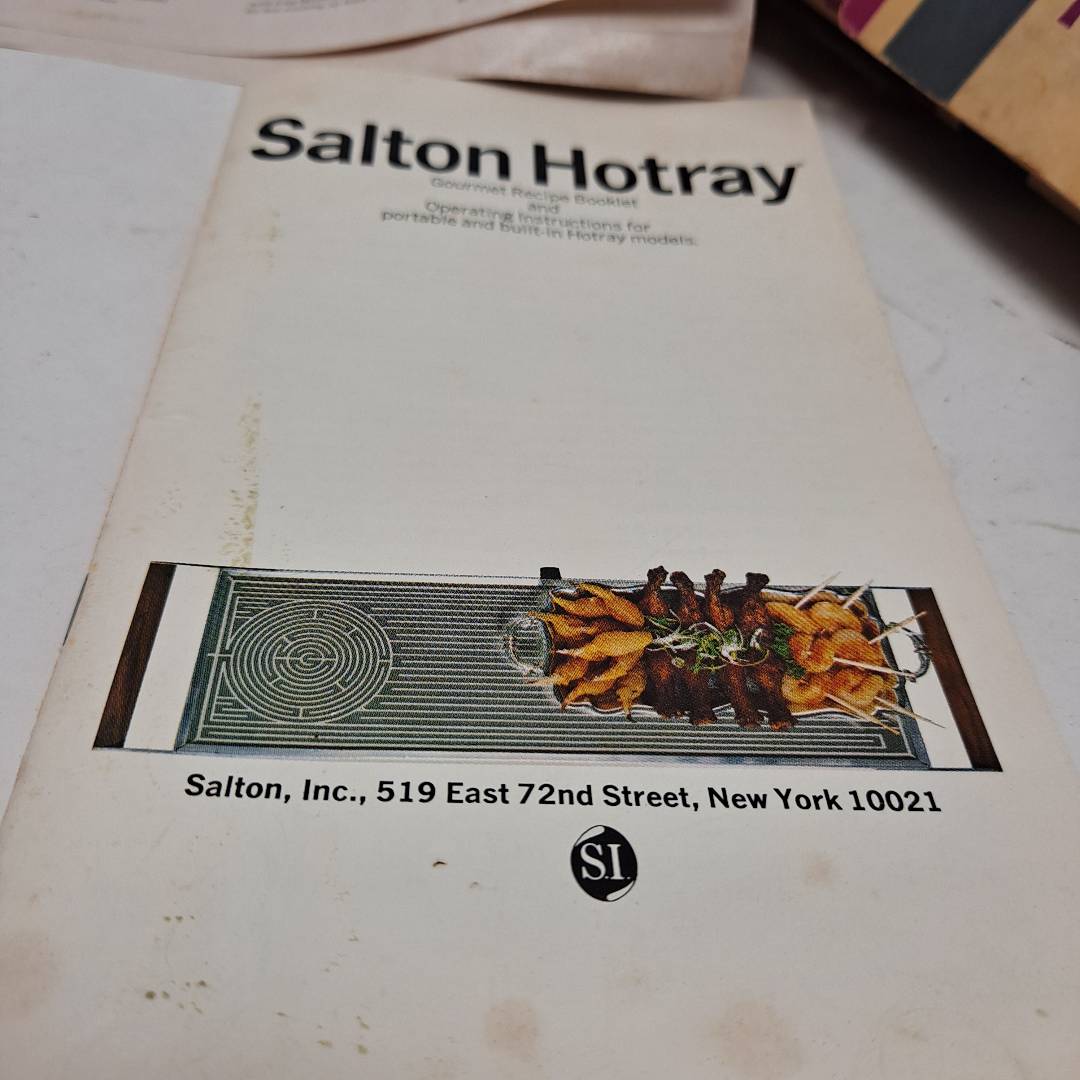 Salton Hotray
Gourmet Recipe Booklet
and
Operating Instructions for
portable and built-in Hotray models.
Salton, Inc., 519 East 72nd Street, New York 10021
S.I.